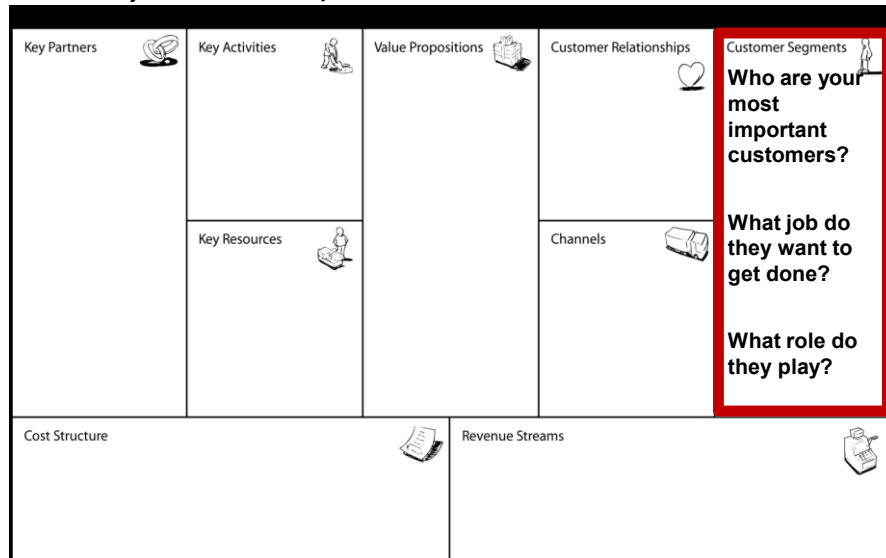 Key Partners
Key Activities
Value Propositions
Customer Relationships
Customer Segments
Who are your
most
important
customers?
What job do
they want to
get done?
What role do
they play?
Key Resources
Channels
Cost Structure
Revenue Streams